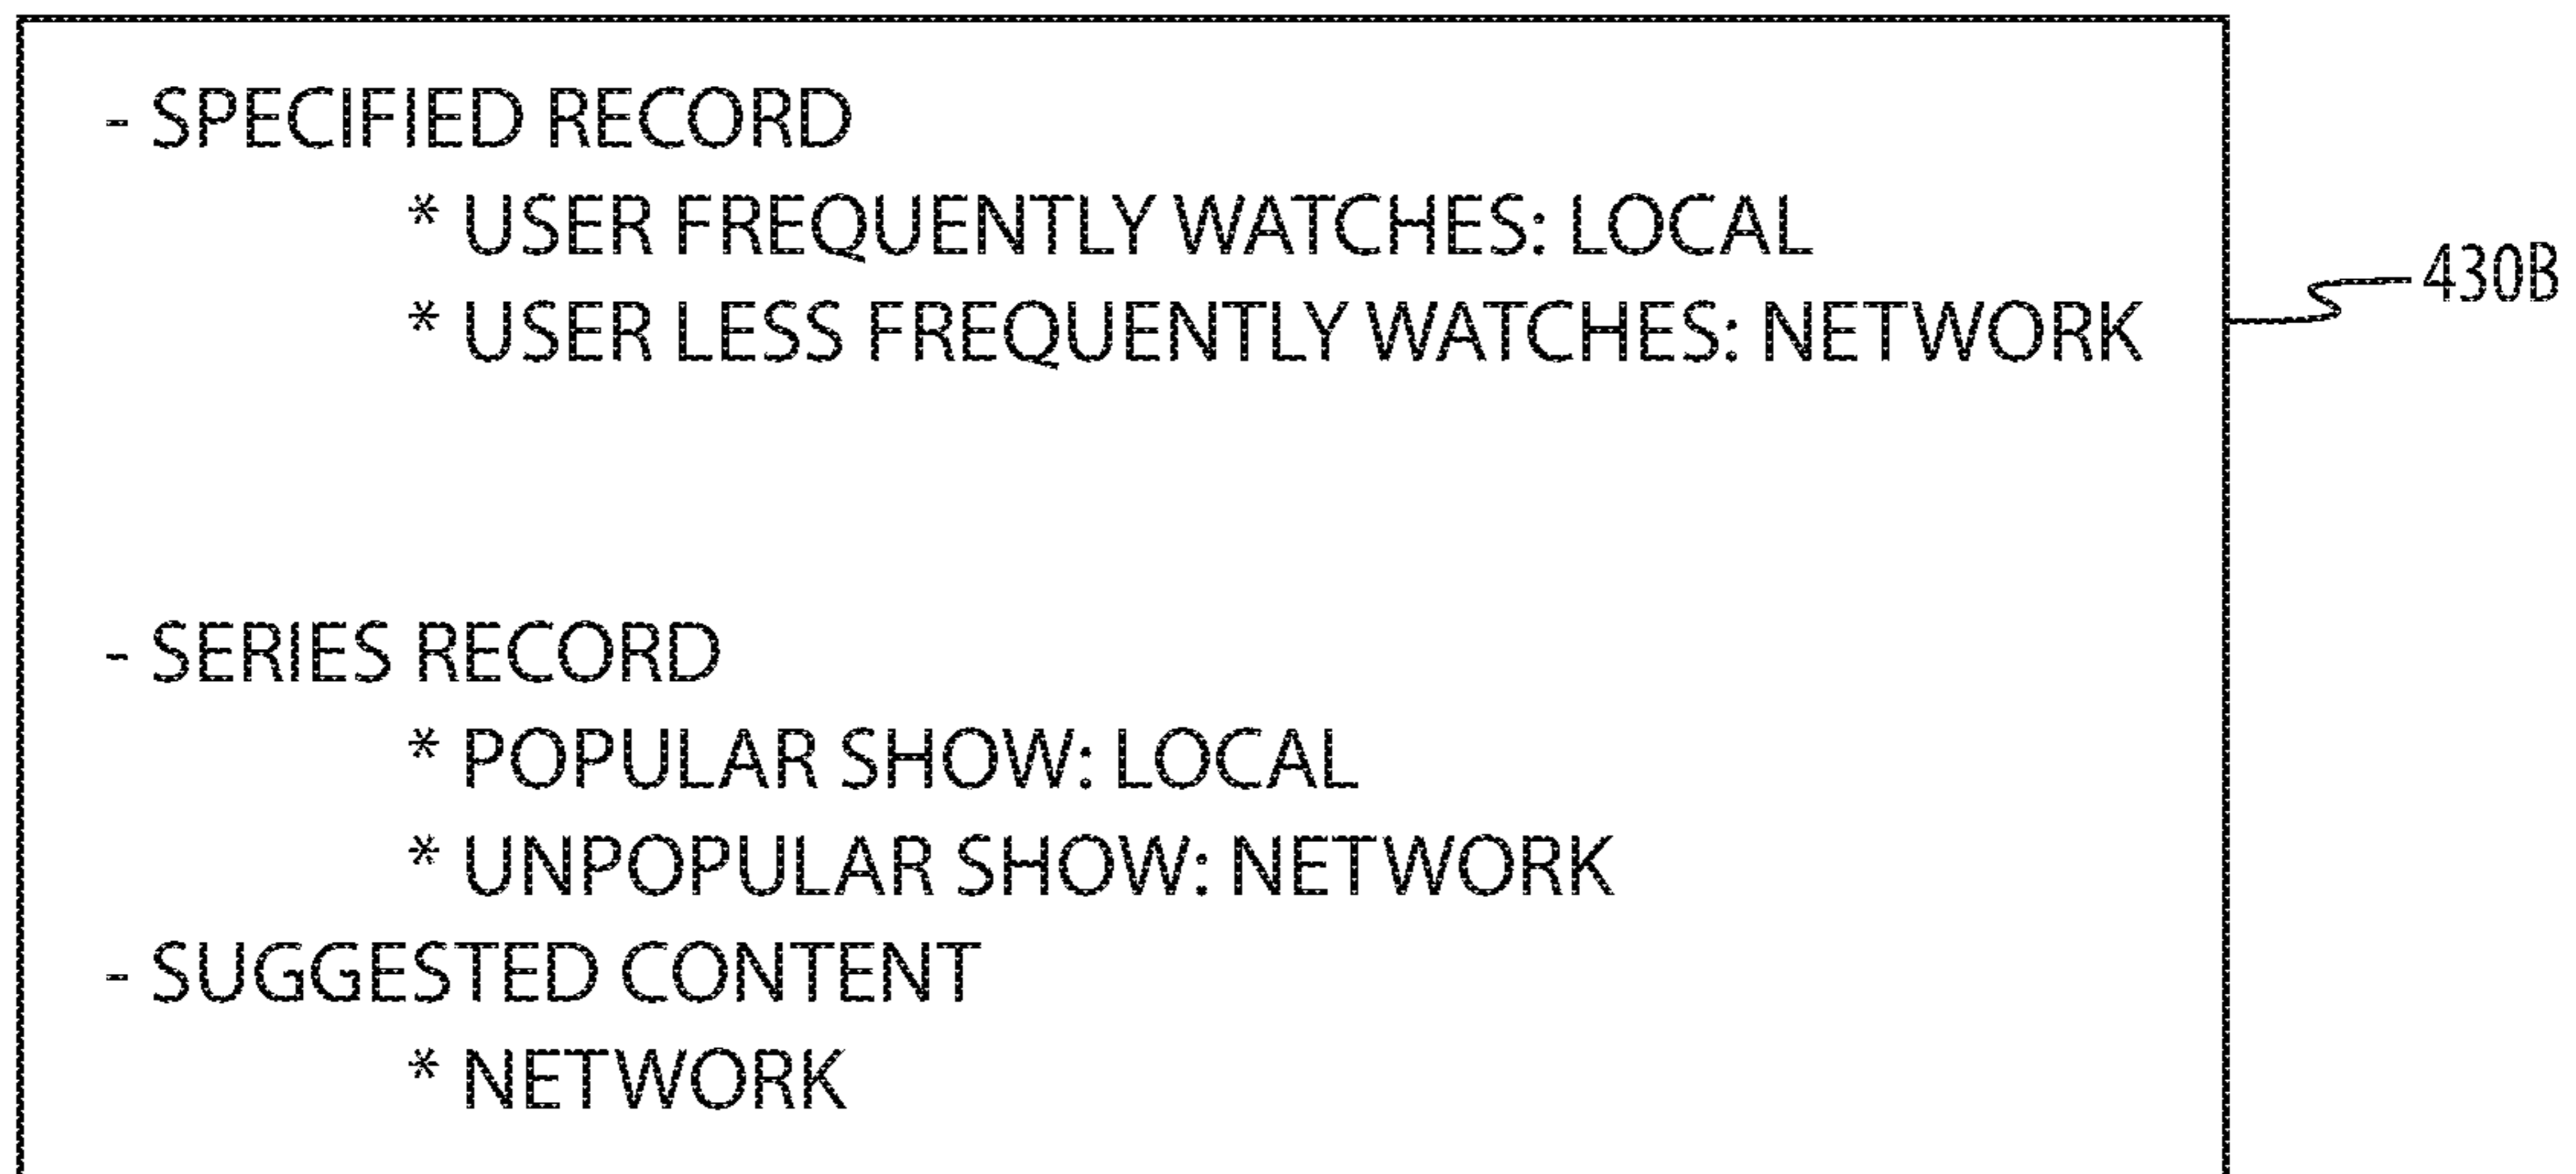 - SPECIFIED RECORD
* USER FREQUENTLY WATCHES: LOCAL
* USER LESS FREQUENTLY WATCHES: NETWORK
430B
- SERIES RECORD
* POPULAR SHOW: LOCAL
* UNPOPULAR SHOW: NETWORK
- SUGGESTED CONTENT
* NETWORK